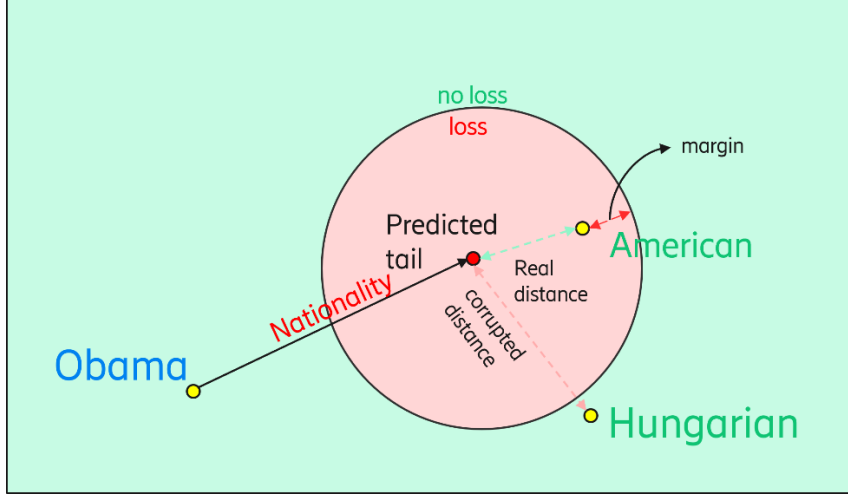 no loss
loss
margin
Predicted
tail
American
Real
distance
Nationality
corrupted
distance
Obama
Hungarian